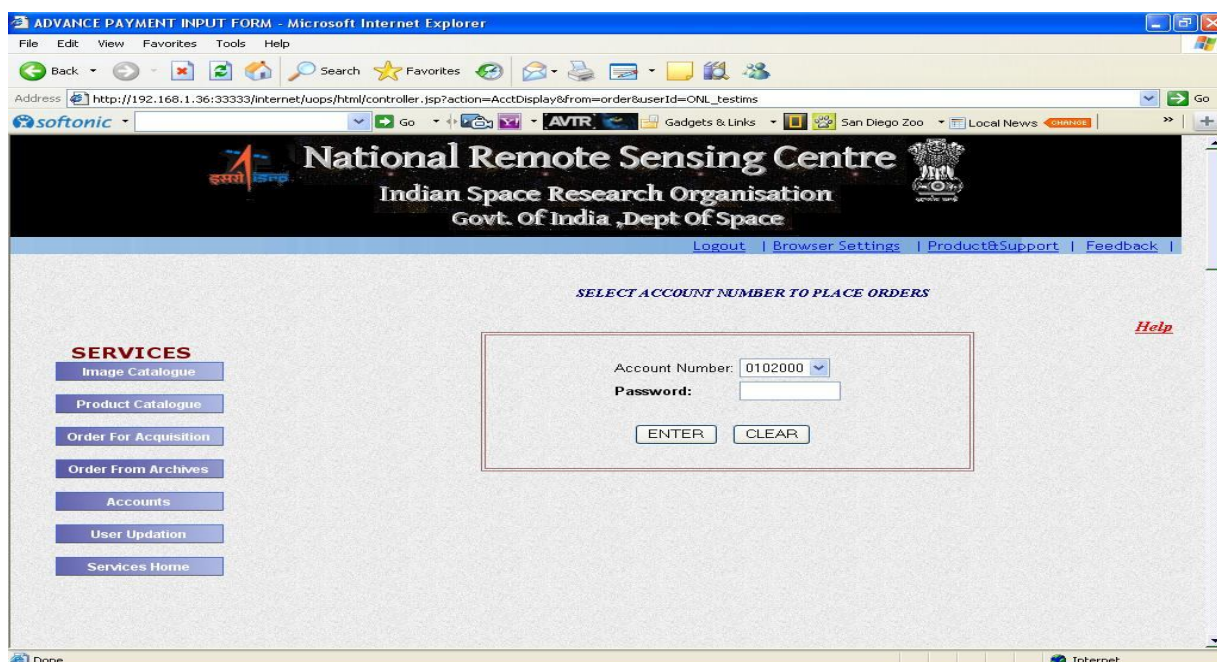 ADVANCE PAYMENT INPUT FORM - Microsoft Internet Explorer
File Edit View Favorites Tools Help
Back Search Favorites
Address http://192.168.1.36:33333/internet/uops/html/controller.jsp?action=AcctDisplay&from=order&userId=ONL_testims Go
softonic Go AVTR Gadgets & Links San Diego Zoo Local News CHANGE »
National Remote Sensing Centre
इसरो isro
Indian Space Research Organisation
Govt. Of India ,Dept Of Space
Logout | Browser Settings | Product&Support | Feedback |
SELECT ACCOUNT NUMBER TO PLACE ORDERS
Help
SERVICES
Image Catalogue
Product Catalogue
Order For Acquisition
Order From Archives
Accounts
User Updation
Services Home
Account Number: 0102000
Password:
ENTER CLEAR
Done Internet